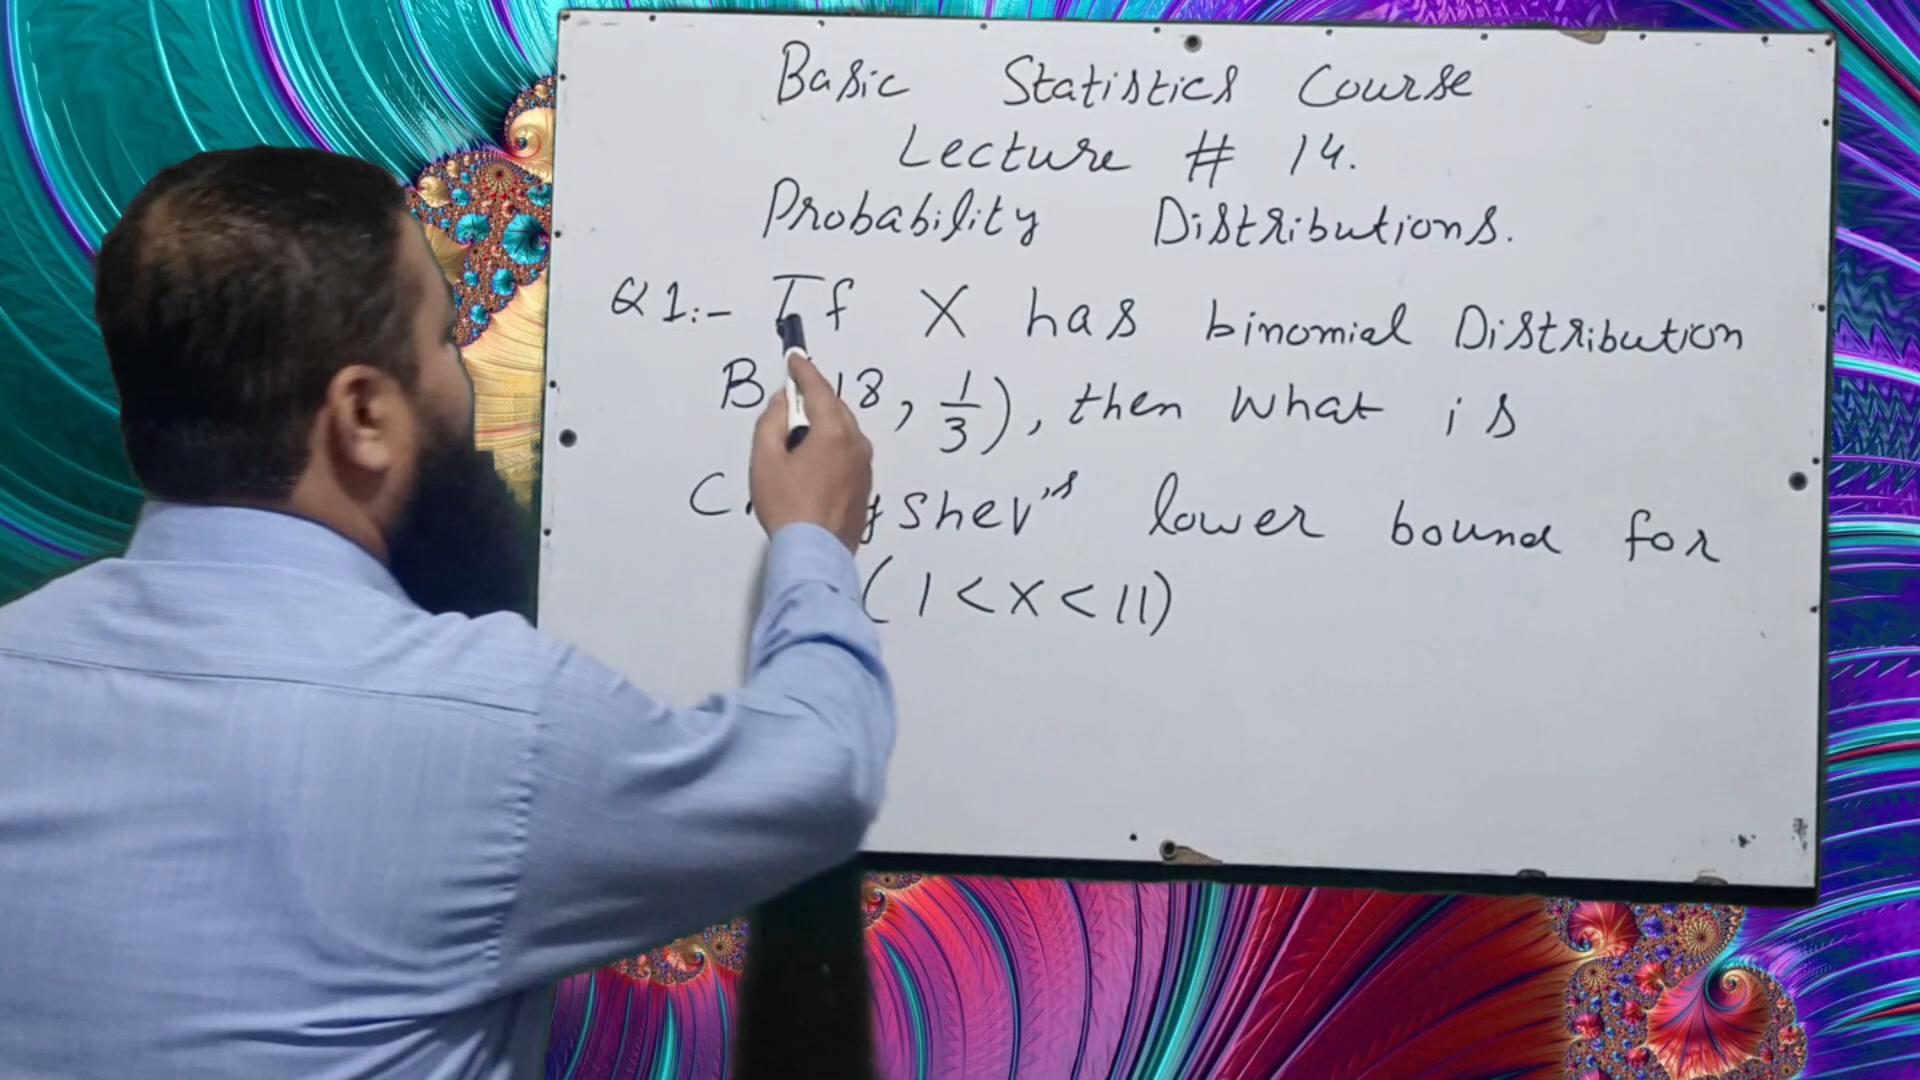 Basic Statistics Course
Lecture # 14.
Probability Distributions.
Q1:- If X has binomial Distribution
B 18, 1/3), then what is
lower bound for
(1<X<11)